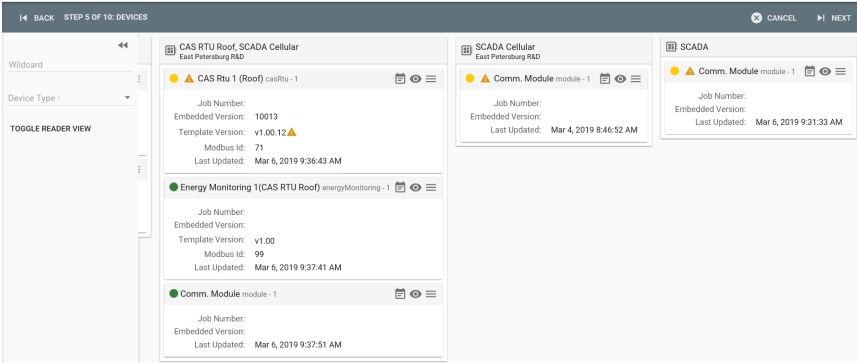 BACK STEP 5 OF 10: DEVICES CANCEL NEXT
Wildcard
Device Type *
TOGGLE READER VIEW
CAS RTU Roof, SCADA Cellular
East Petersburg R&D
CAS Rtu 1 (Roof) casRtu - 1
Job Number:
Embedded Version: 10013
Template Version: v1.00.12
Modbus Id: 71
Last Updated: Mar 6, 2019 9:36:43 AM
Energy Monitoring 1(CAS RTU Roof) energyMonitoring - 1
Job Number:
Embedded Version:
Template Version: v1.00
Modbus Id: 99
Last Updated: Mar 6, 2019 9:37:41 AM
Comm. Module module - 1
Job Number:
Embedded Version:
Last Updated: Mar 6, 2019 9:37:51 AM
SCADA Cellular
East Petersburg R&D
Comm. Module module - 1
Job Number:
Embedded Version:
Last Updated: Mar 4, 2019 8:46:52 AM
SCADA
Comm. Module module - 1
Job Number:
Embedded Version:
Last Updated: Mar 6, 2019 9:31:33 AM